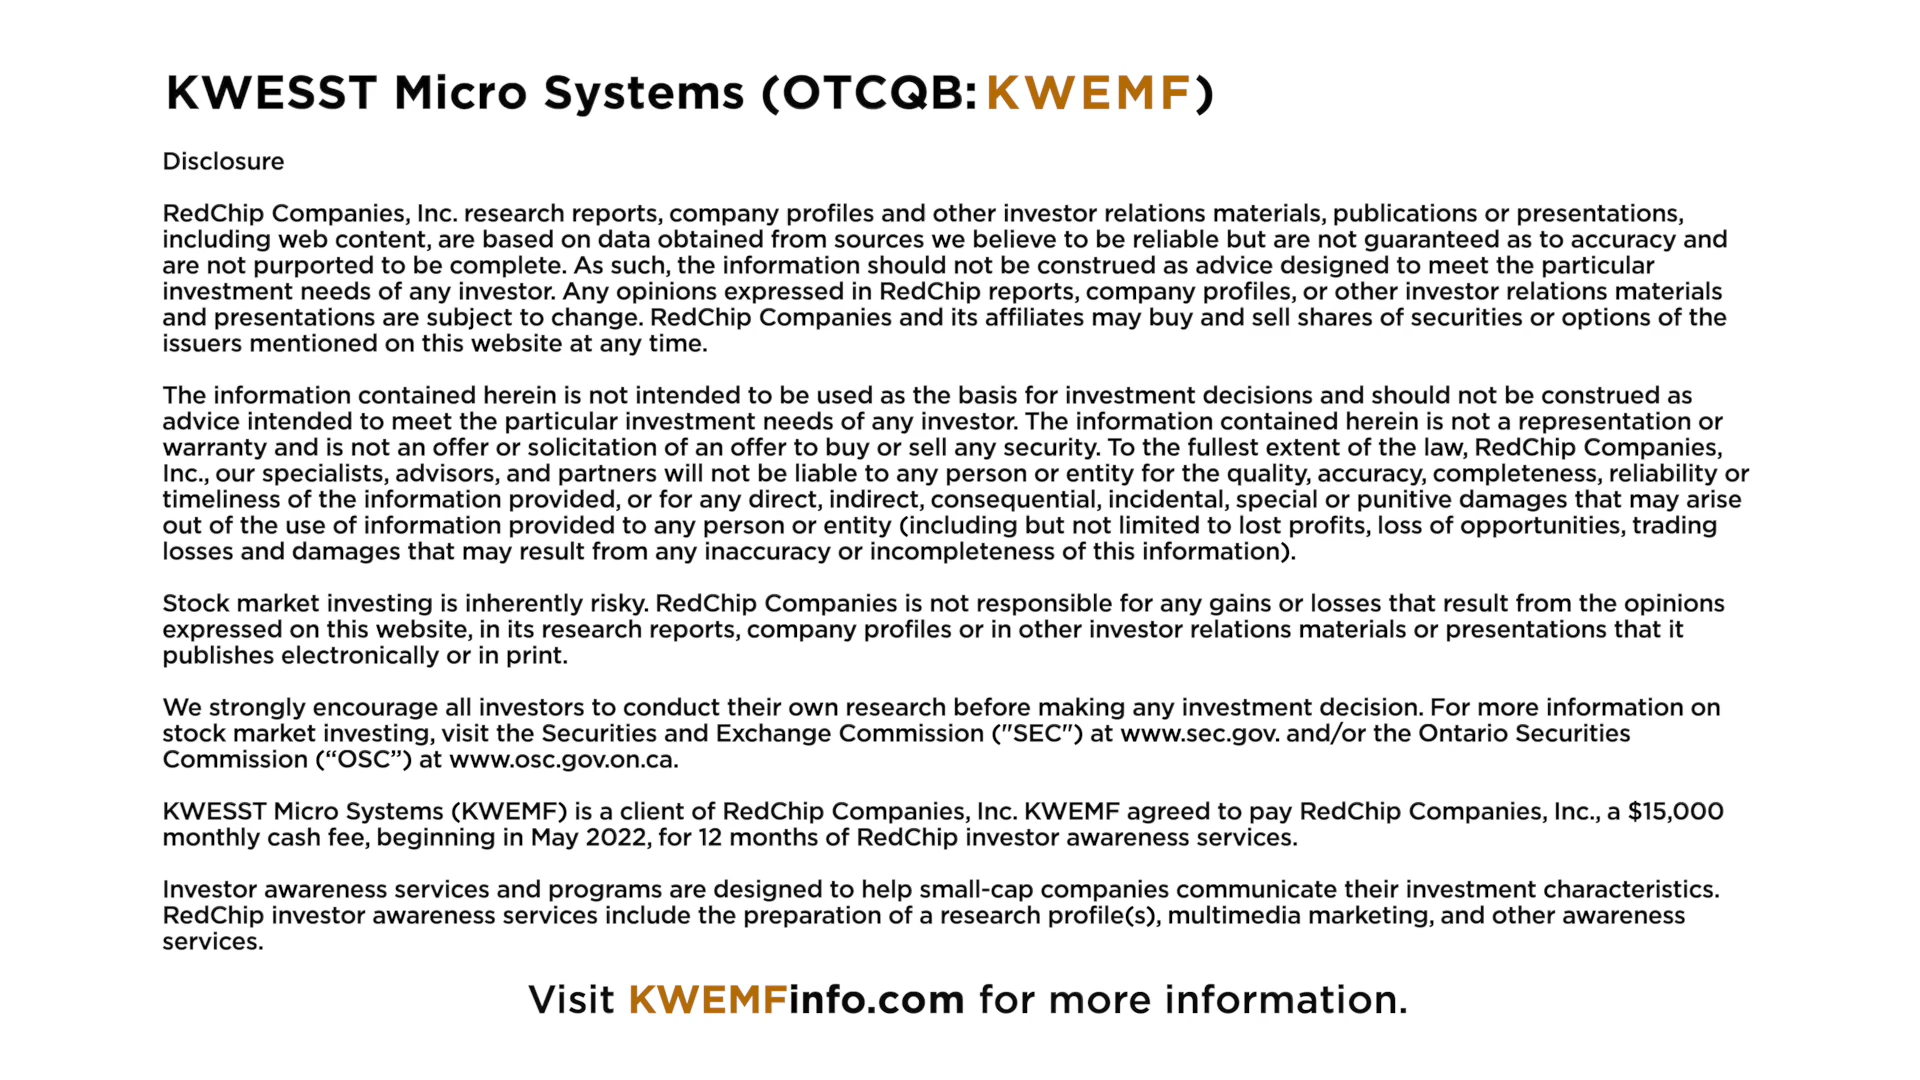 KWESST Micro Systems (OTCQB: KWEMF)
Disclosure
RedChip Companies, Inc. research reports, company profiles and other investor relations materials, publications or presentations,
including web content, are based on data obtained from sources we believe to be reliable but are not guaranteed as to accuracy and
are not purported to be complete. As such, the information should not be construed as advice designed to meet the particular
investment needs of any investor. Any opinions expressed in RedChip reports, company profiles, or other investor relations materials
and presentations are subject to change. RedChip Companies and its affiliates may buy and sell shares of securities or options of the
issuers mentioned on this website at any time.
The information contained herein is not intended to be used as the basis for investment decisions and should not be construed as
advice intended to meet the particular investment needs of any investor. The information contained herein is not a representation or
warranty and is not an offer or solicitation of an offer to buy or sell any security. To the fullest extent of the law, RedChip Companies,
Inc., our specialists, advisors, and partners will not be liable to any person or entity for the quality, accuracy, completeness, reliability or
timeliness of the information provided, or for any direct, indirect, consequential, incidental, special or punitive damages that may arise
out of the use of information provided to any person or entity (including but not limited to lost profits, loss of opportunities, trading
losses and damages that may result from any inaccuracy or incompleteness of this information).
Stock market investing is inherently risky. RedChip Companies is not responsible for any gains or losses that result from the opinions
expressed on this website, in its research reports, company profiles or in other investor relations materials or presentations that it
publishes electronically or in print.
We strongly encourage all investors to conduct their own research before making any investment decision. For more information on
stock market investing, visit the Securities and Exchange Commission ("SEC") at www.sec.gov. and/or the Ontario Securities
Commission (“OSC”) at www.osc.gov.on.ca.
KWESST Micro Systems (KWEMF) is a client of RedChip Companies, Inc. KWEMF agreed to pay RedChip Companies, Inc., a $15,000
monthly cash fee, beginning in May 2022, for 12 months of RedChip investor awareness services.
Investor awareness services and programs are designed to help small-cap companies communicate their investment characteristics.
RedChip investor awareness services include the preparation of a research profile(s), multimedia marketing, and other awareness
services.
Visit KWEMFinfo.com for more information.